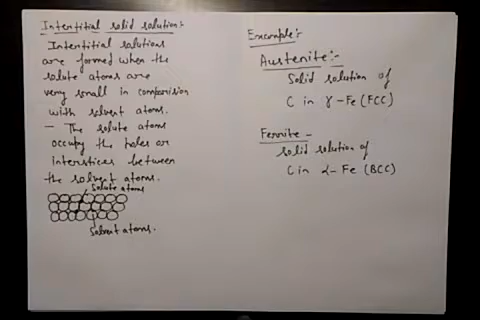 Intertitial solid solution:-
Intertitial solutions
are formed when the
solute atoms are
very small in comparision
with solvent atoms.
- The solute atoms
occupy the holes or
interstices between
the solvent atoms.
Solute atoms
Solvent atoms.
Example:-
Austenite:-
Solid solution of
C in γ-Fe (FCC)
Ferrite -
solid solution of
C in α-Fe (BCC)